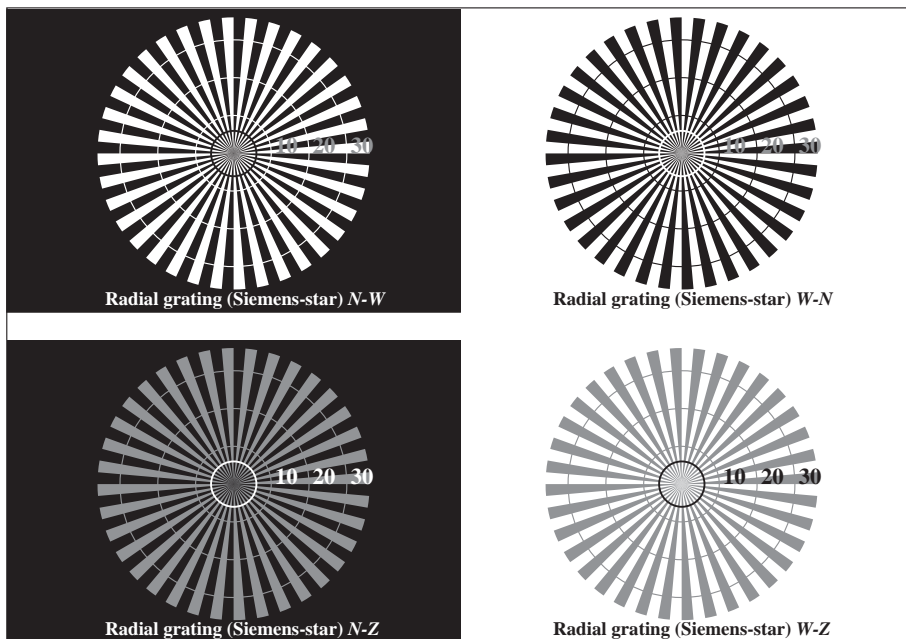 10 20 30
Radial grating (Siemens-star) N-W
10 20 30
Radial grating (Siemens-star) W-N
10 20 30
Radial grating (Siemens-star) N-Z
10 20 30
Radial grating (Siemens-star) W-Z